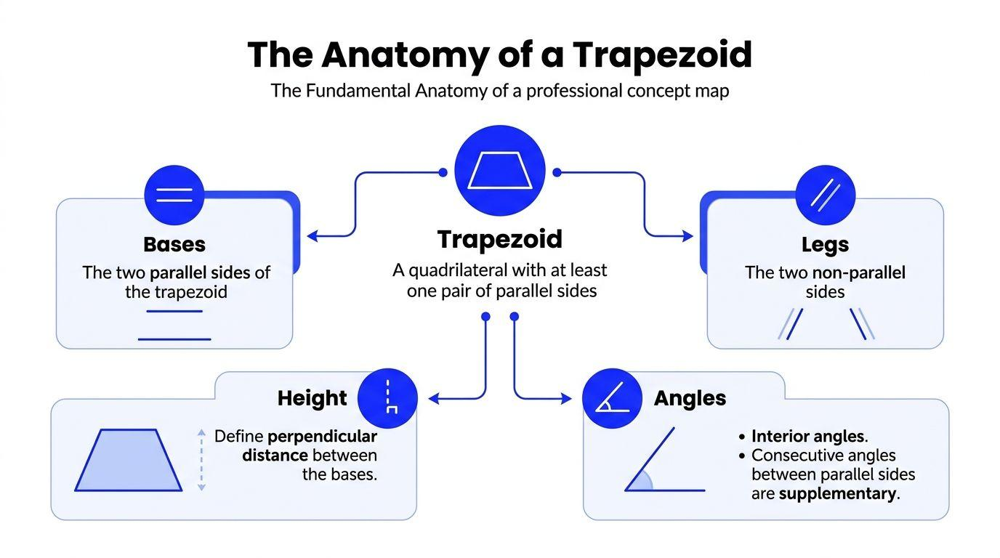 The Anatomy of a Trapezoid
The Fundamental Anatomy of a professional concept map
Bases
The two parallel sides of
the trapezoid
Trapezoid
A quadrilateral with at least
one pair of parallel sides
Legs
The two non-parallel
sides
Height
Define perpendicular
distance between
the bases.
Angles
• Interior angles.
• Consecutive angles
between parallel sides
are supplementary.